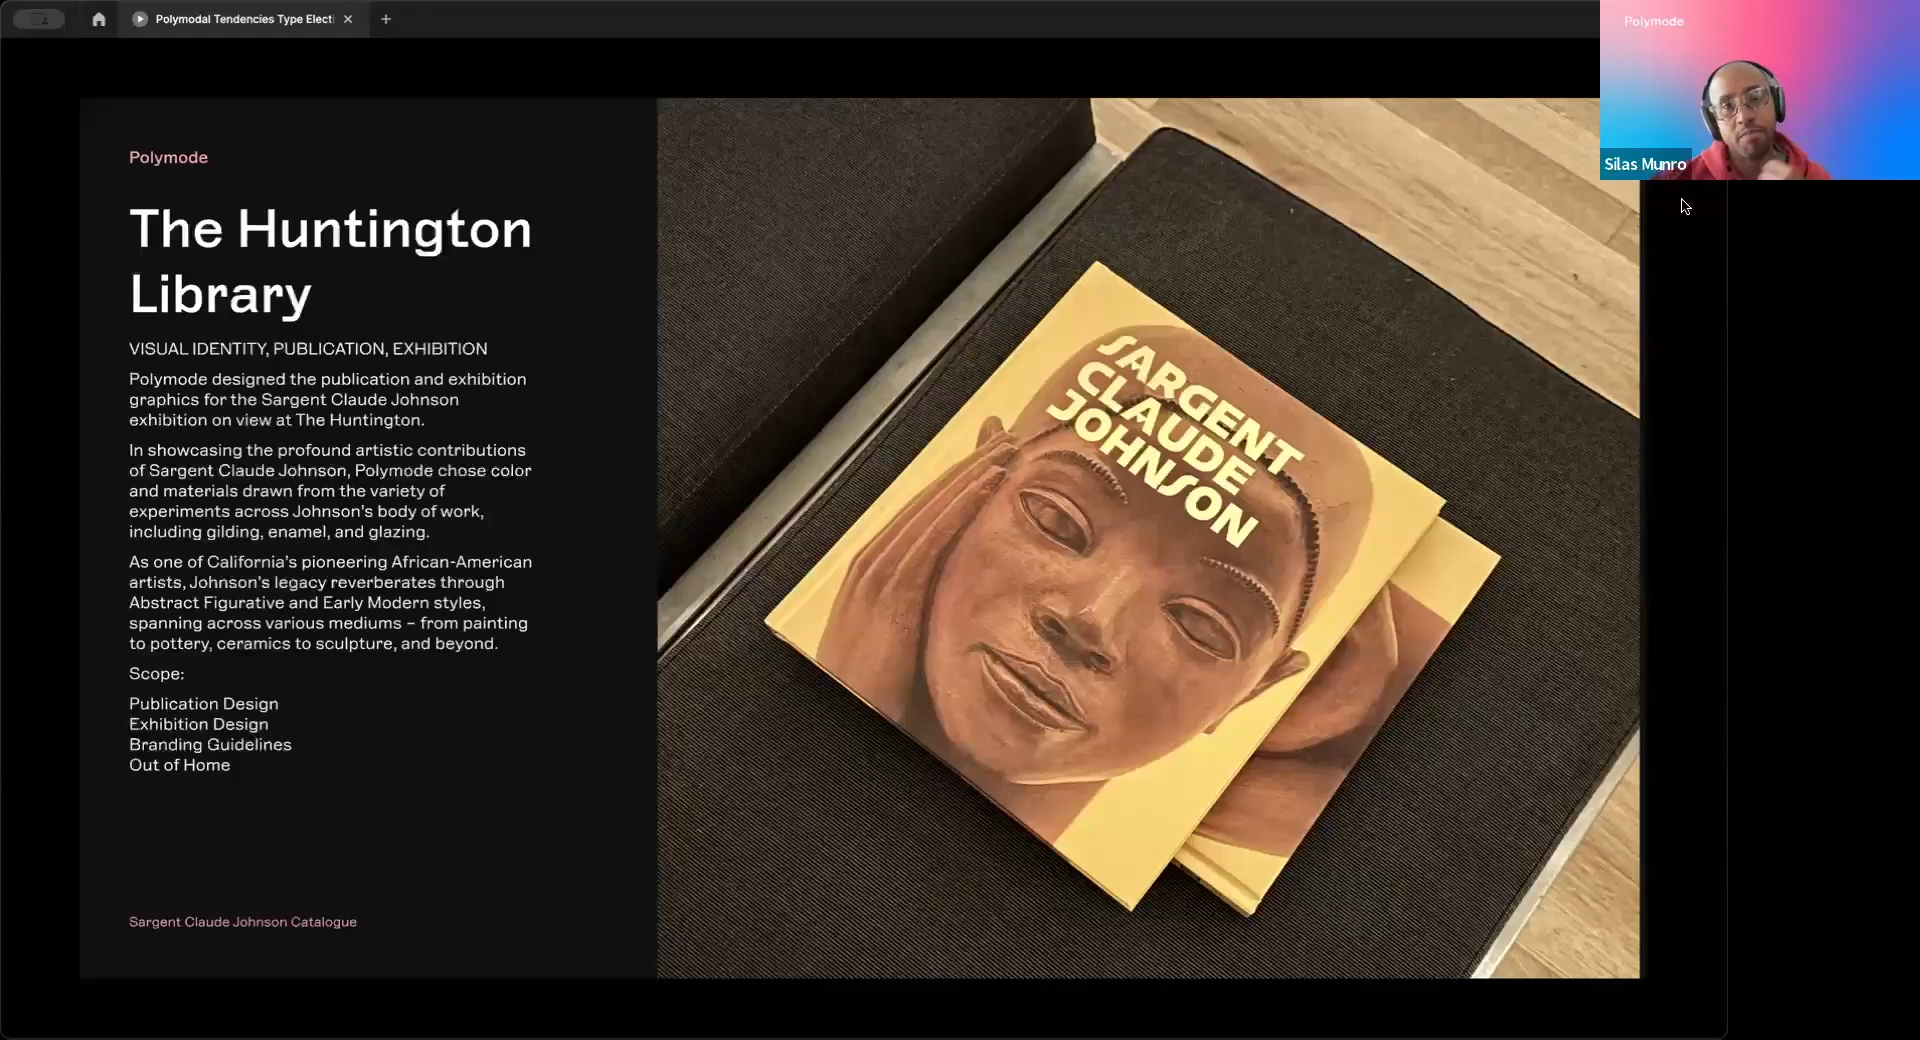 Polymodal Tendencies Type Electi
Polymode
Silas Munro
Polymode
The Huntington
Library
VISUAL IDENTITY, PUBLICATION, EXHIBITION
Polymode designed the publication and exhibition
graphics for the Sargent Claude Johnson
exhibition on view at The Huntington.
In showcasing the profound artistic contributions
of Sargent Claude Johnson, Polymode chose color
and materials drawn from the variety of
experiments across Johnson's body of work,
including gilding, enamel, and glazing.
As one of California's pioneering African-American
artists, Johnson's legacy reverberates through
Abstract Figurative and Early Modern styles,
spanning across various mediums – from painting
to pottery, ceramics to sculpture, and beyond.
Scope:
Publication Design
Exhibition Design
Branding Guidelines
Out of Home
Sargent Claude Johnson Catalogue
SARGENT
CLAUDE
JOHNSON